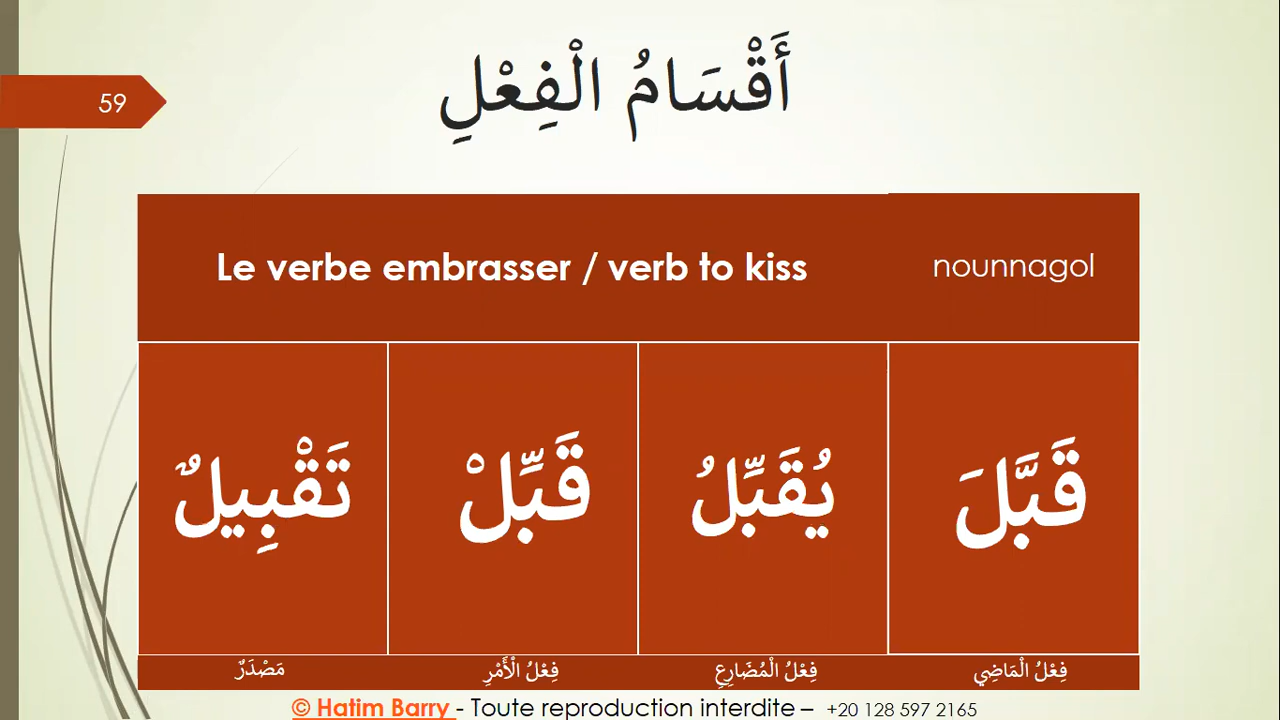 أَقْسَامُ الْفِعْلِ
59
Le verbe embrasser / verb to kiss
nounnagol
قَبَّلَ
يُقَبِّلُ
قَبِّلْ
تَقْبِيلٌ
فِعْلُ الْمَاضِي
فِعْلُ الْمُضَارِعِ
فِعْلُ الْأَمْرِ
مَصْدَرٌ
© Hatim Barry - Toute reproduction interdite – +20 128 597 2165